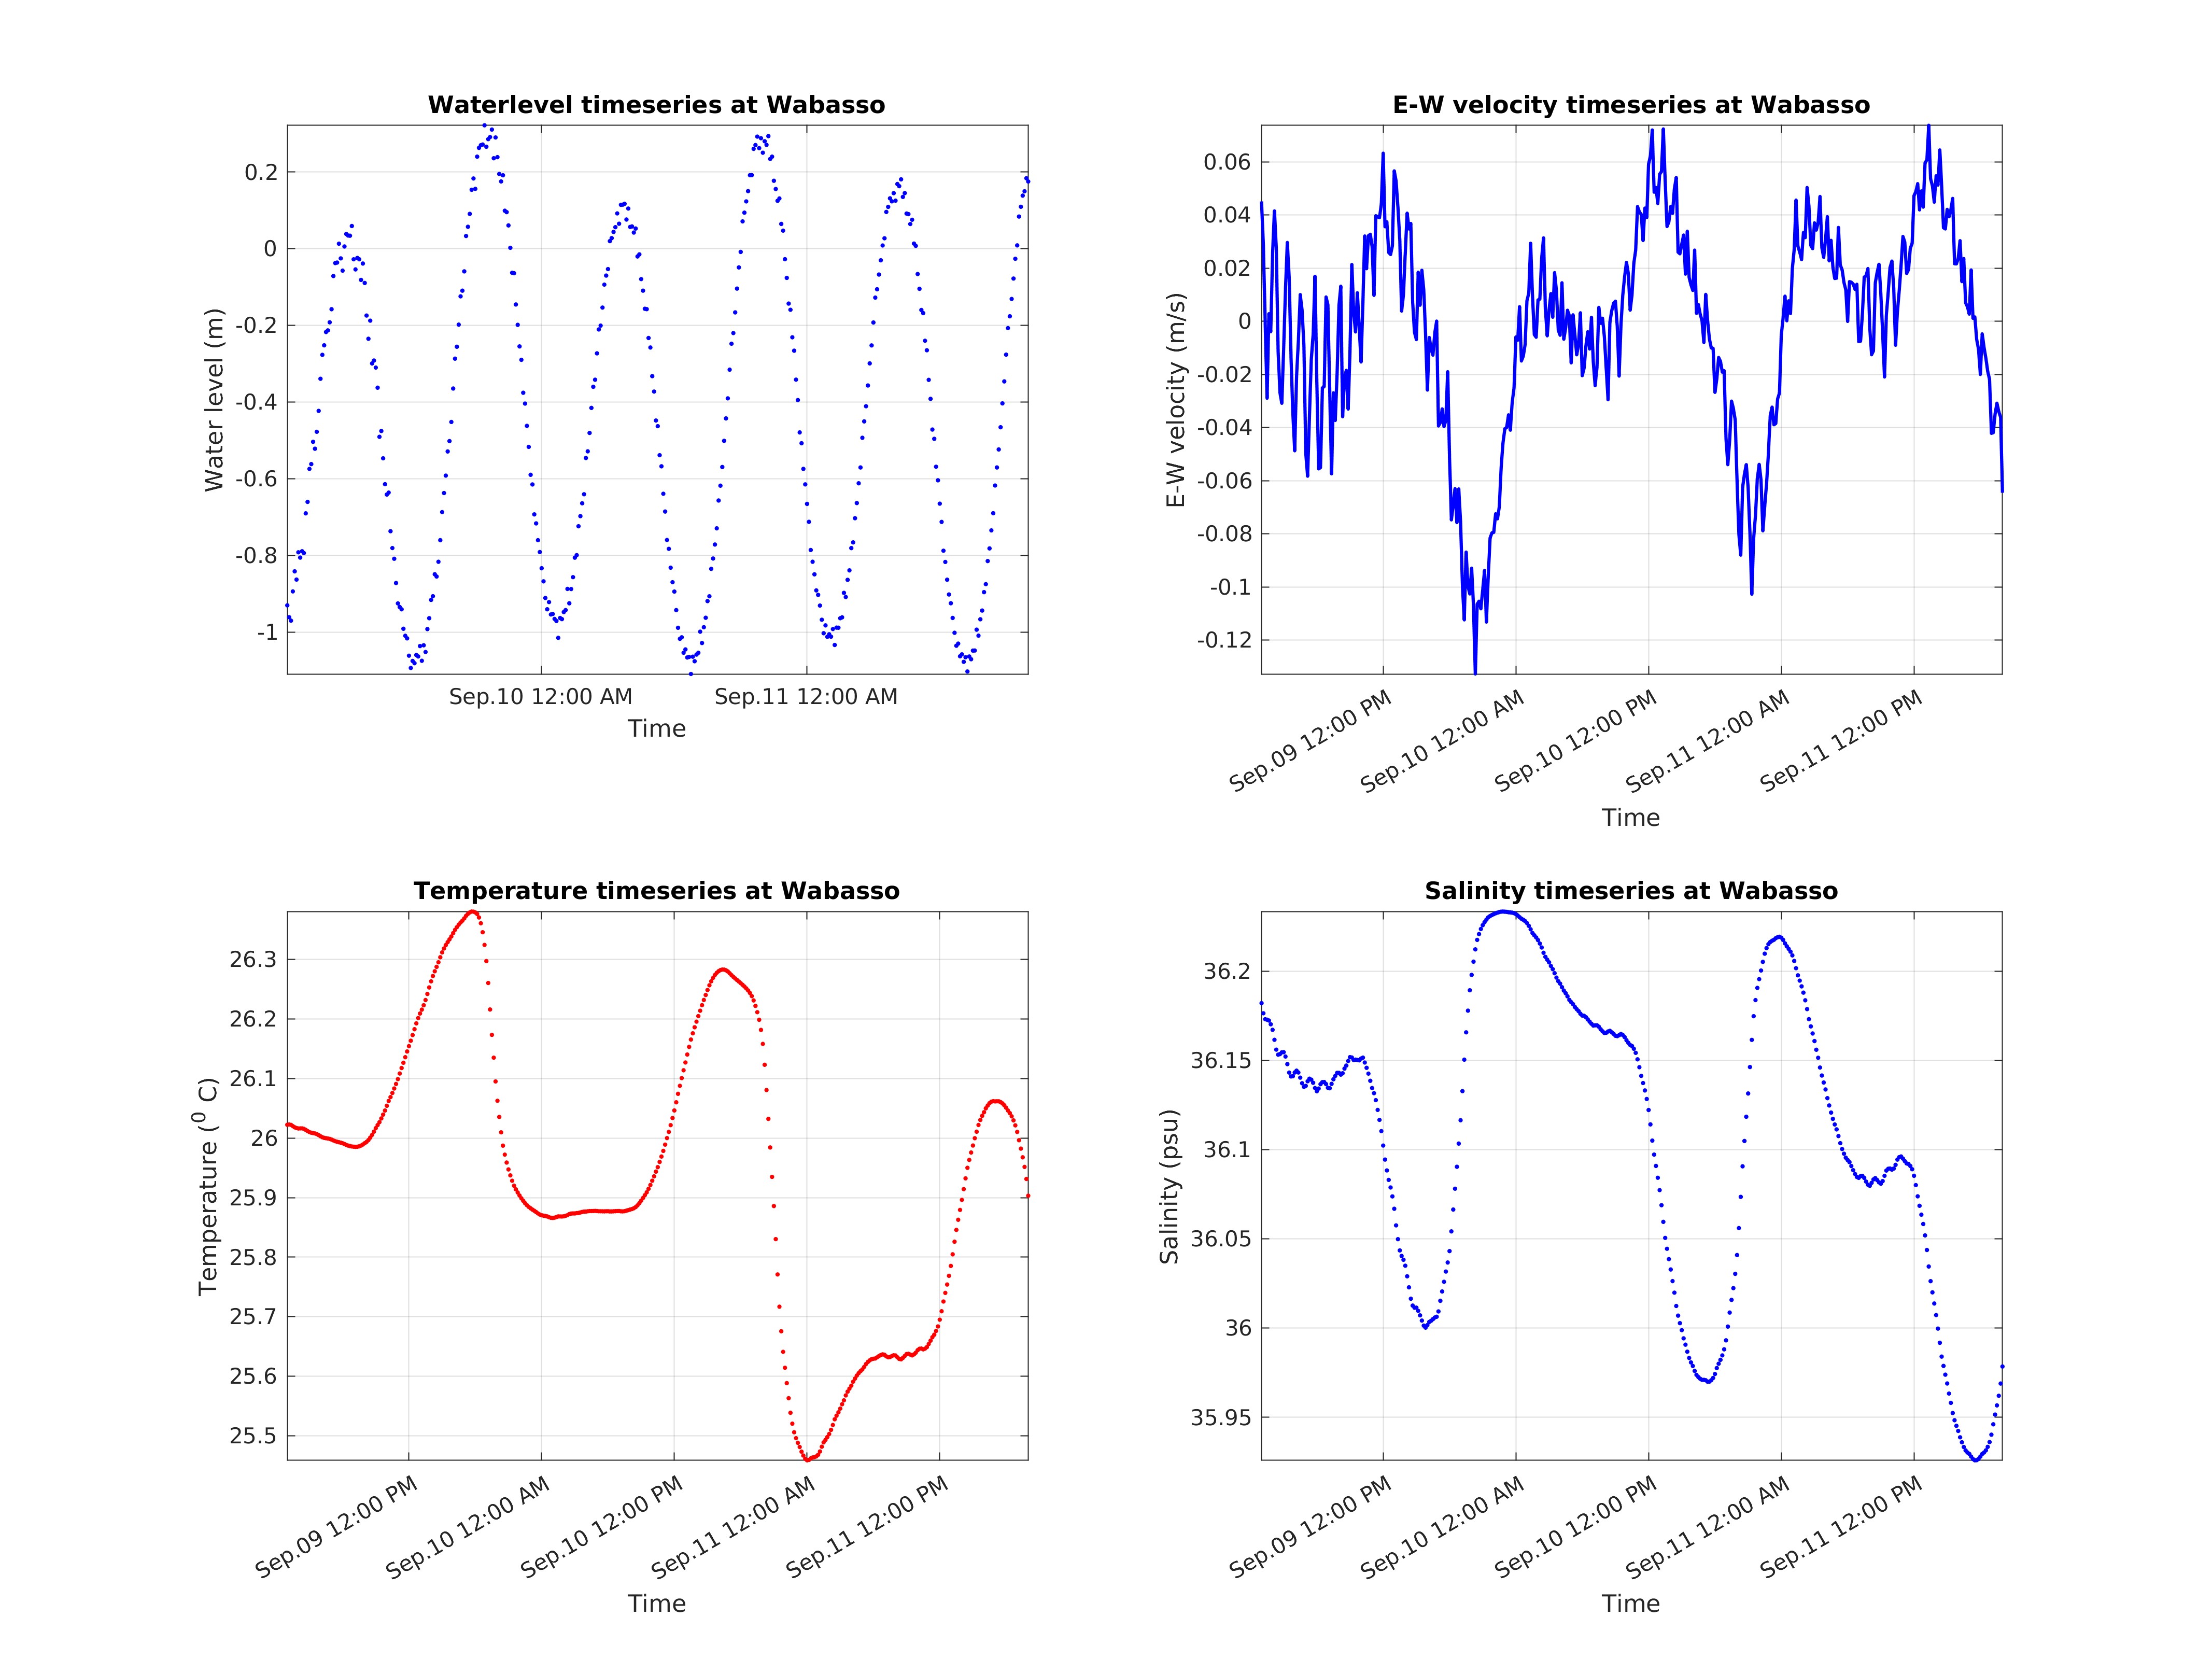 Waterlevel timeseries at Wabasso
Water level (m)
0.2
0
-0.2
-0.4
-0.6
-0.8
-1
Sep.10 12:00 AM
Sep.11 12:00 AM
Time
E-W velocity timeseries at Wabasso
E-W velocity (m/s)
0.06
0.04
0.02
0
-0.02
-0.04
-0.06
-0.08
-0.1
-0.12
Sep.09 12:00 PM
Sep.10 12:00 AM
Sep.10 12:00 PM
Sep.11 12:00 AM
Sep.11 12:00 PM
Time
Temperature timeseries at Wabasso
Temperature (⁰ C)
26.3
26.2
26.1
26
25.9
25.8
25.7
25.6
25.5
Sep.09 12:00 PM
Sep.10 12:00 AM
Sep.10 12:00 PM
Sep.11 12:00 AM
Sep.11 12:00 PM
Time
Salinity timeseries at Wabasso
Salinity (psu)
36.2
36.15
36.1
36.05
36
35.95
Sep.09 12:00 PM
Sep.10 12:00 AM
Sep.10 12:00 PM
Sep.11 12:00 AM
Sep.11 12:00 PM
Time